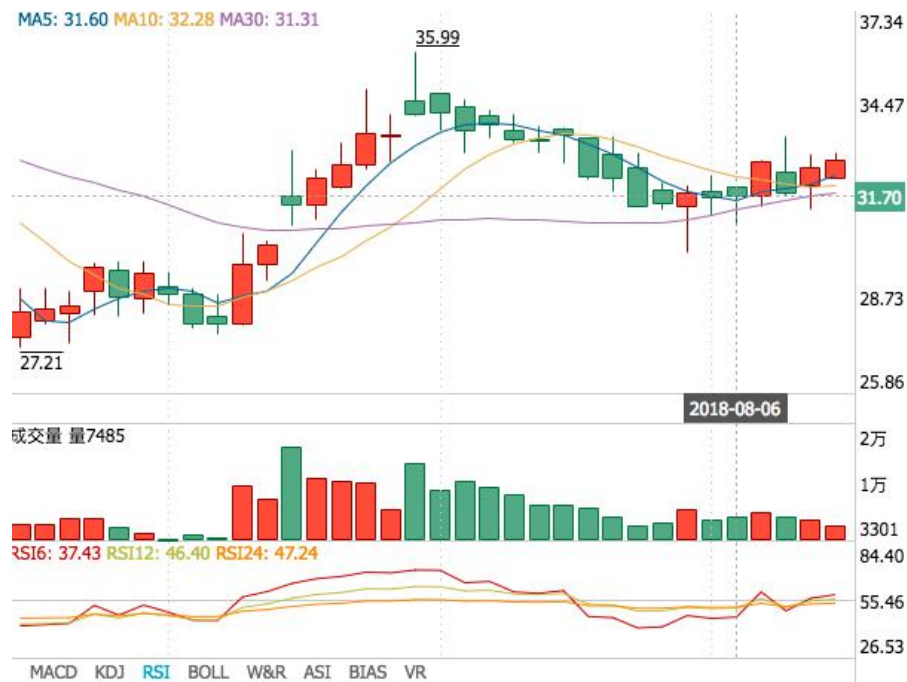 MA5: 31.60 MA10: 32.28 MA30: 31.31
37.34
35.99
34.47
31.70
28.73
27.21
25.86
2018-08-06
成交量 量7485
2万
1万
3301
RSI6: 37.43 RSI12: 46.40 RSI24: 47.24
84.40
55.46
26.53
MACD KDJ RSI BOLL W&R ASI BIAS VR